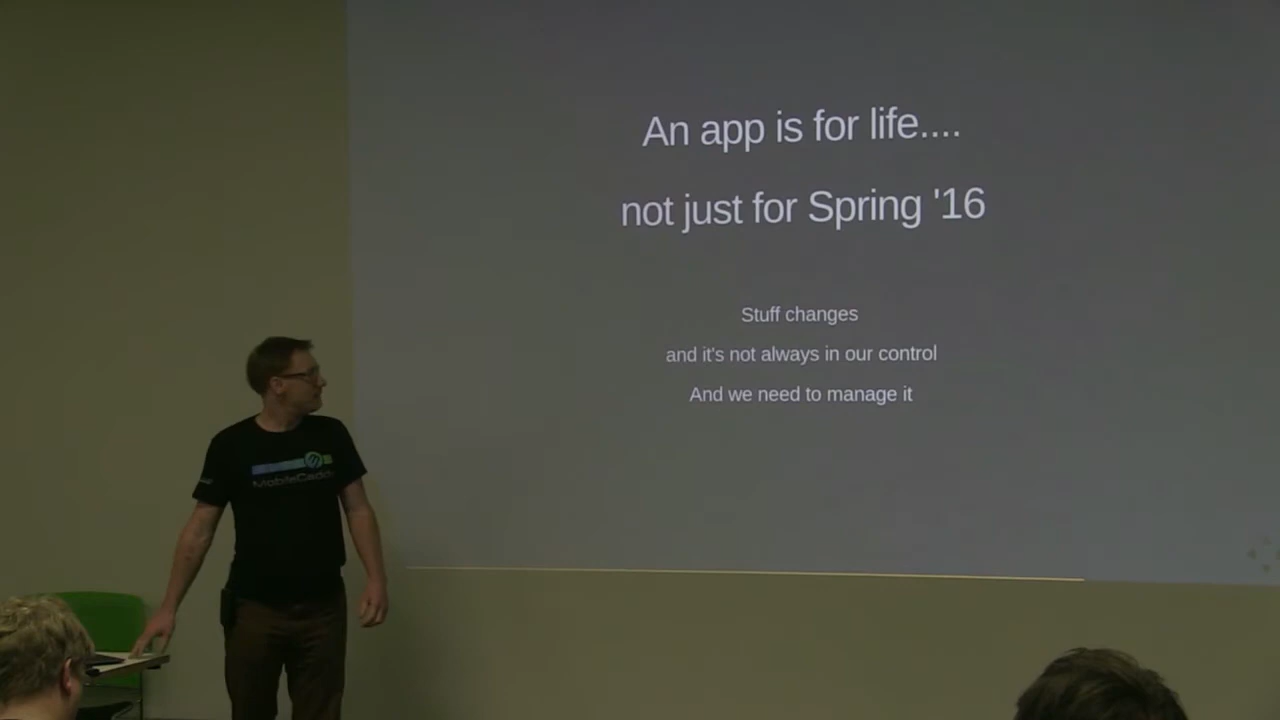 An app is for life....
not just for Spring '16
Stuff changes
and it's not always in our control
And we need to manage it
MobileCaddy